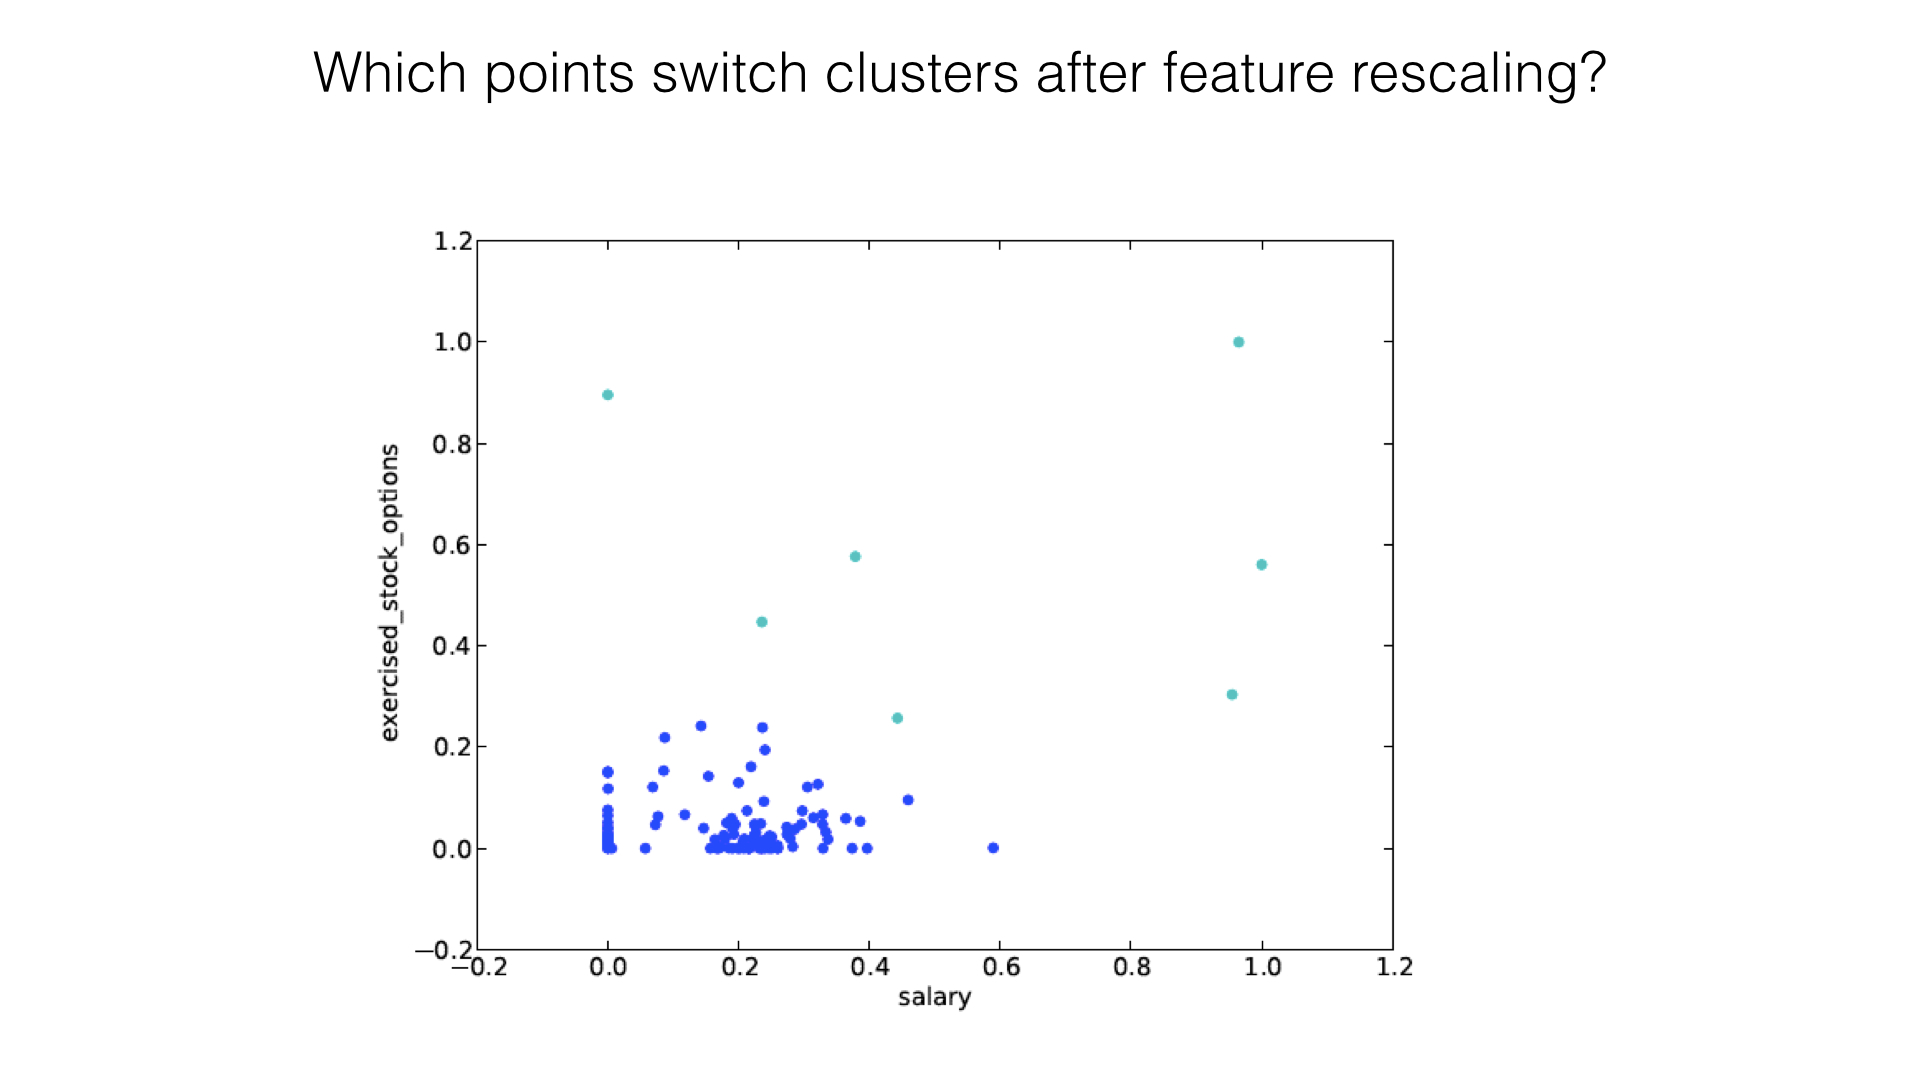 Which points switch clusters after feature rescaling?
1.2
1.0
0.8
0.6
0.4
0.2
0.0
−0.2
exercised_stock_options
−0.2 0.0 0.2 0.4 0.6 0.8 1.0 1.2
salary